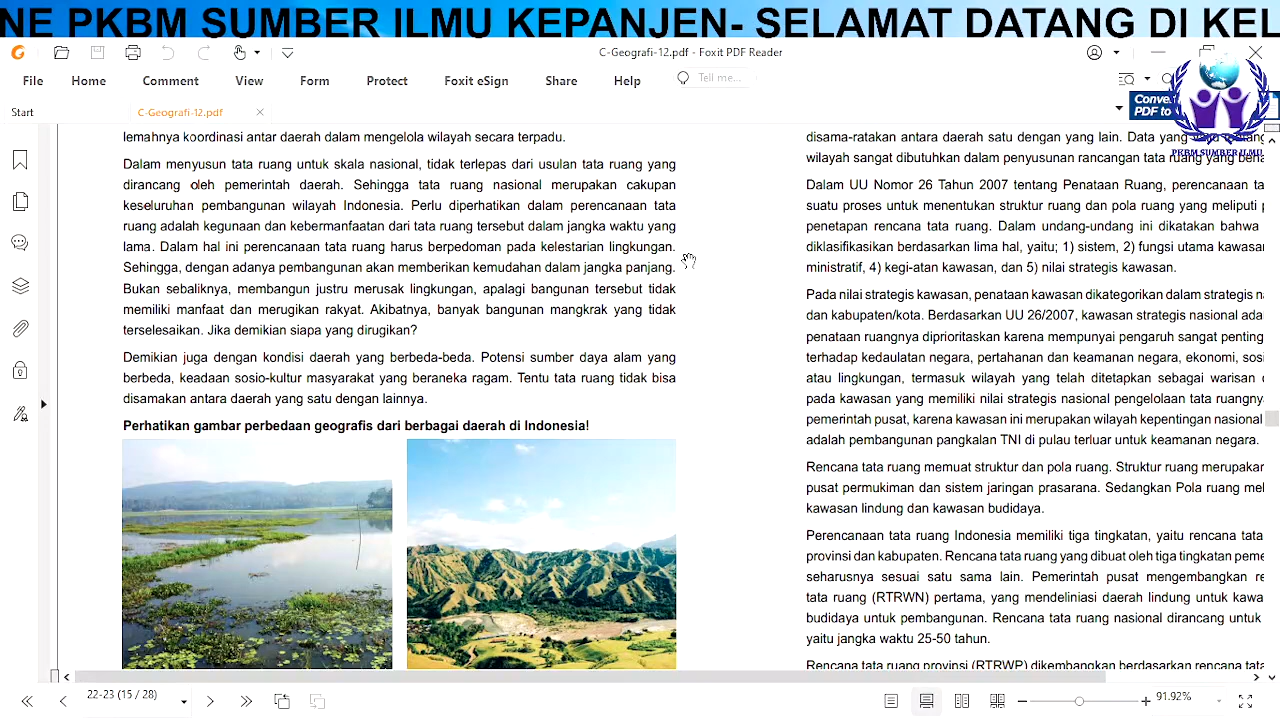 NE PKBM SUMBER ILMU KEPANJEN- SELAMAT DATANG DI KEL
C-Geografi-12.pdf - Foxit PDF Reader
File Home Comment View Form Protect Foxit eSign Share Help Tell me...
Start C-Geografi-12.pdf
PDF to
PKBM SUMBER ILMU
lemahnya koordinasi antar daerah dalam mengelola wilayah secara terpadu.
Dalam menyusun tata ruang untuk skala nasional, tidak terlepas dari usulan tata ruang yang
dirancang oleh pemerintah daerah. Sehingga tata ruang nasional merupakan cakupan
keseluruhan pembangunan wilayah Indonesia. Perlu diperhatikan dalam perencanaan tata
ruang adalah kegunaan dan kebermanfaatan dari tata ruang tersebut dalam jangka waktu yang
lama. Dalam hal ini perencanaan tata ruang harus berpedoman pada kelestarian lingkungan.
Sehingga, dengan adanya pembangunan akan memberikan kemudahan dalam jangka panjang.
Bukan sebaliknya, membangun justru merusak lingkungan, apalagi bangunan tersebut tidak
memiliki manfaat dan merugikan rakyat. Akibatnya, banyak bangunan mangkrak yang tidak
terselesaikan. Jika demikian siapa yang dirugikan?
Demikian juga dengan kondisi daerah yang berbeda-beda. Potensi sumber daya alam yang
berbeda, keadaan sosio-kultur masyarakat yang beraneka ragam. Tentu tata ruang tidak bisa
disamakan antara daerah yang satu dengan lainnya.
Perhatikan gambar perbedaan geografis dari berbagai daerah di Indonesia!
disama-ratakan antara daerah satu dengan yang lain. Data yang
wilayah sangat dibutuhkan dalam penyusunan rancangan tata ruang yang
Dalam UU Nomor 26 Tahun 2007 tentang Penataan Ruang, perencanaan ta
suatu proses untuk menentukan struktur ruang dan pola ruang yang meliputi
penetapan rencana tata ruang. Dalam undang-undang ini dikatakan bahwa
diklasifikasikan berdasarkan lima hal, yaitu; 1) sistem, 2) fungsi utama kawasan
ministratif, 4) kegi-atan kawasan, dan 5) nilai strategis kawasan.
Pada nilai strategis kawasan, penataan kawasan dikategorikan dalam strategis
dan kabupaten/kota. Berdasarkan UU 26/2007, kawasan strategis nasional ada
penataan ruangnya diprioritaskan karena mempunyai pengaruh sangat penting
terhadap kedaulatan negara, pertahanan dan keamanan negara, ekonomi, sosi
atau lingkungan, termasuk wilayah yang telah ditetapkan sebagai warisan
pada kawasan yang memiliki nilai strategis nasional pengelolaan tata ruangny
pemerintah pusat, karena kawasan ini merupakan wilayah kepentingan nasional
adalah pembangunan pangkalan TNI di pulau terluar untuk keamanan negara.
Rencana tata ruang memuat struktur dan pola ruang. Struktur ruang merupakan
pusat permukiman dan sistem jaringan prasarana. Sedangkan Pola ruang mel
kawasan lindung dan kawasan budidaya.
Perencanaan tata ruang Indonesia memiliki tiga tingkatan, yaitu rencana tata
provinsi dan kabupaten. Rencana tata ruang yang dibuat oleh tiga tingkatan peme
seharusnya sesuai satu sama lain. Pemerintah pusat mengembangkan re
tata ruang (RTRWN) pertama, yang mendeliniasi daerah lindung untuk kawa
budidaya untuk pembangunan. Rencana tata ruang nasional dirancang untuk
yaitu jangka waktu 25-50 tahun.
Rencana tata ruang provinsi (RTRWP) dikembangkan berdasarkan rencana tata
22-23 (15 / 28)
91.92%